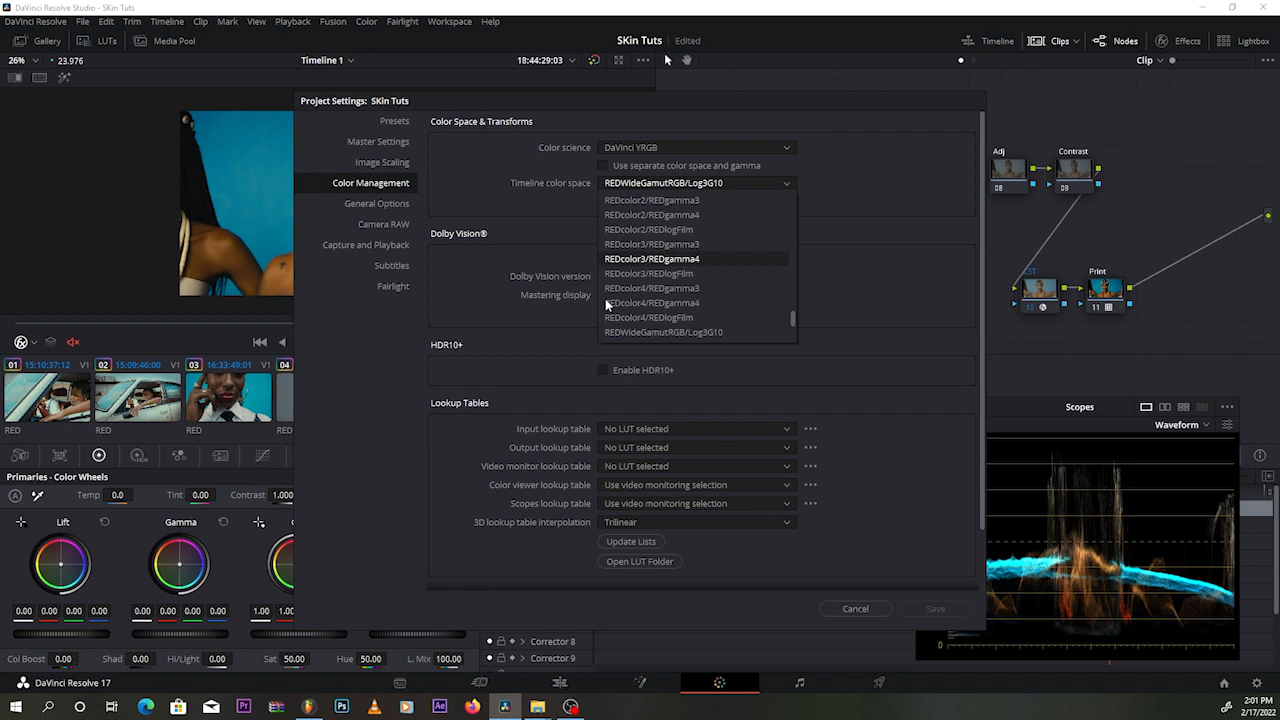 DaVinci Resolve Studio - SKin Tuts
DaVinci Resolve File Edit Trim Timeline Clip Mark View Playback Fusion Color Fairlight Workspace Help
Gallery LUTs Media Pool SKin Tuts Edited Timeline Clips Nodes Effects Lightbox
26% 23.976 Timeline 1 18:44:29:03 Clip
Project Settings: SKin Tuts
Presets
Master Settings
Image Scaling
Color Management
General Options
Camera RAW
Capture and Playback
Subtitles
Fairlight
Color Space & Transforms
Color science DaVinci YRGB
Use separate color space and gamma
Timeline color space REDWideGamutRGB/Log3G10
REDcolor2/REDgamma3
REDcolor2/REDgamma4
REDcolor2/REDlogFilm
REDcolor3/REDgamma3
REDcolor3/REDgamma4
REDcolor3/REDlogFilm
REDcolor4/REDgamma3
REDcolor4/REDgamma4
REDcolor4/REDlogFilm
REDWideGamutRGB/Log3G10
Dolby Vision®
Dolby Vision version
Mastering display
HDR10+
Enable HDR10+
Lookup Tables
Input lookup table No LUT selected
Output lookup table No LUT selected
Video monitor lookup table No LUT selected
Color viewer lookup table Use video monitoring selection
Scopes lookup table Use video monitoring selection
3D lookup table interpolation Trilinear
Update Lists
Open LUT Folder
Cancel Save
Adj Contrast
08 09
CST Print
10 11
01 15:10:37:12 V1 02 15:09:46:00 V1 03 16:33:49:01 V1 04
RED RED RED
Primaries - Color Wheels
Temp 0.0 Tint 0.00 Contrast 1.000
Lift Gamma
0.00 0.00 0.00 0.00 0.00 0.00 0.00 0.00 1.00
Col Boost 0.00 Shad 0.00 Hi/Light 0.00 Sat 50.00 Hue 50.00 L. Mix 100.00
Corrector 8
Corrector 9
Scopes
Waveform
0
DaVinci Resolve 17
2:01 PM
2/17/2022